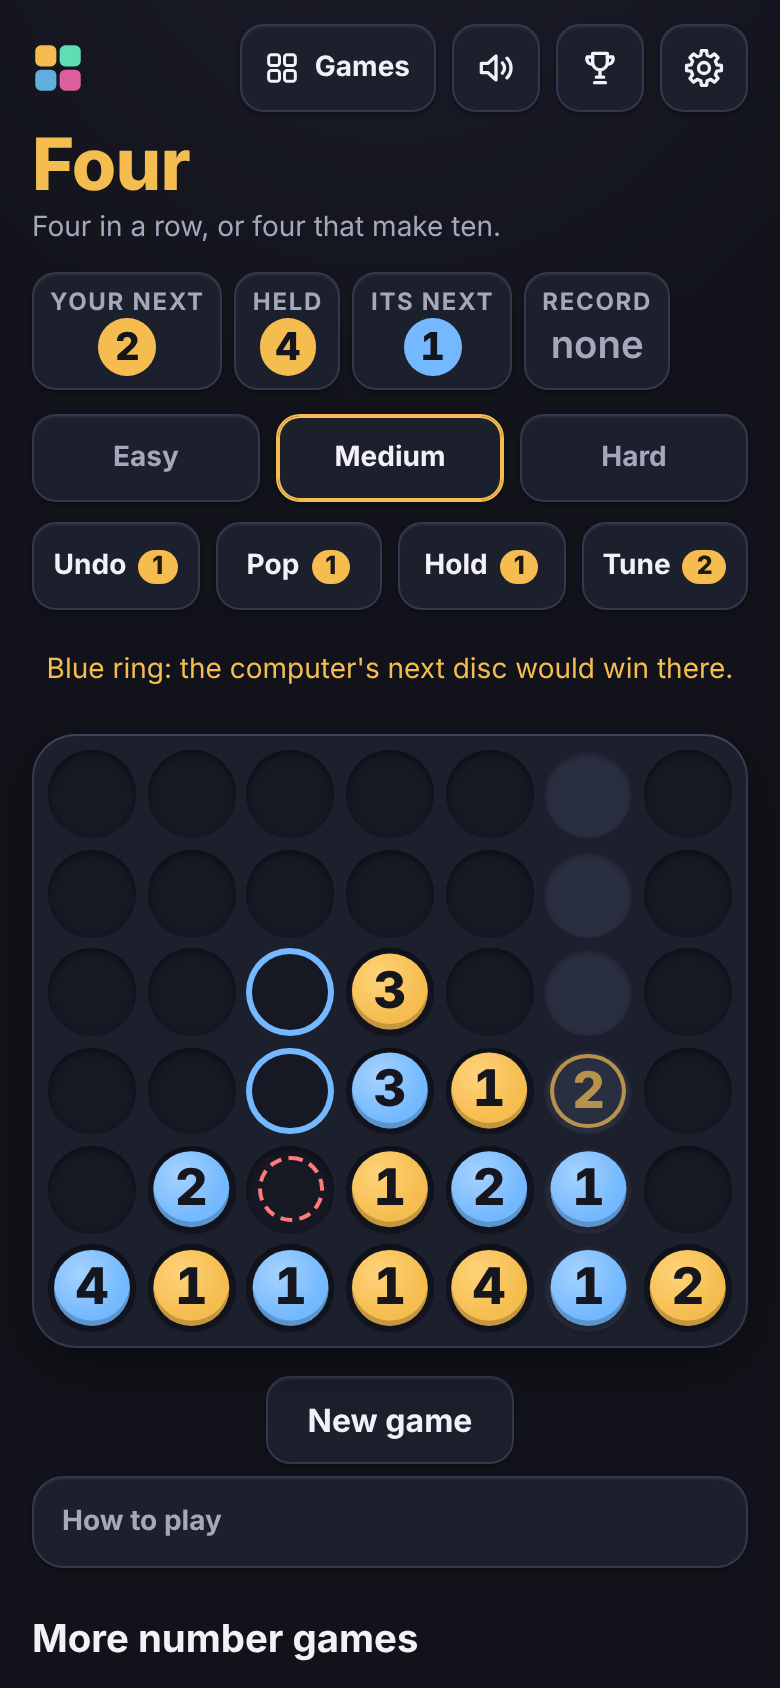 Games
Four
Four in a row, or four that make ten.
YOUR NEXT HELD ITS NEXT RECORD
2 4 1 none
Easy Medium Hard
Undo 1 Pop 1 Hold 1 Tune 2
Blue ring: the computer's next disc would win there.
3
3 1 2
2 1 2 1
4 1 1 1 4 1 2
New game
How to play
More number games